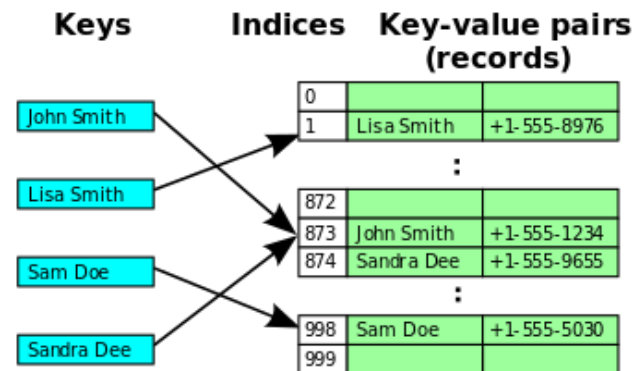 Keys Indices Key-value pairs
(records)
John Smith
Lisa Smith
Sam Doe
Sandra Dee
0
1 Lisa Smith +1-555-8976
:
872
873 John Smith +1-555-1234
874 Sandra Dee +1-555-9655
:
998 Sam Doe +1-555-5030
999